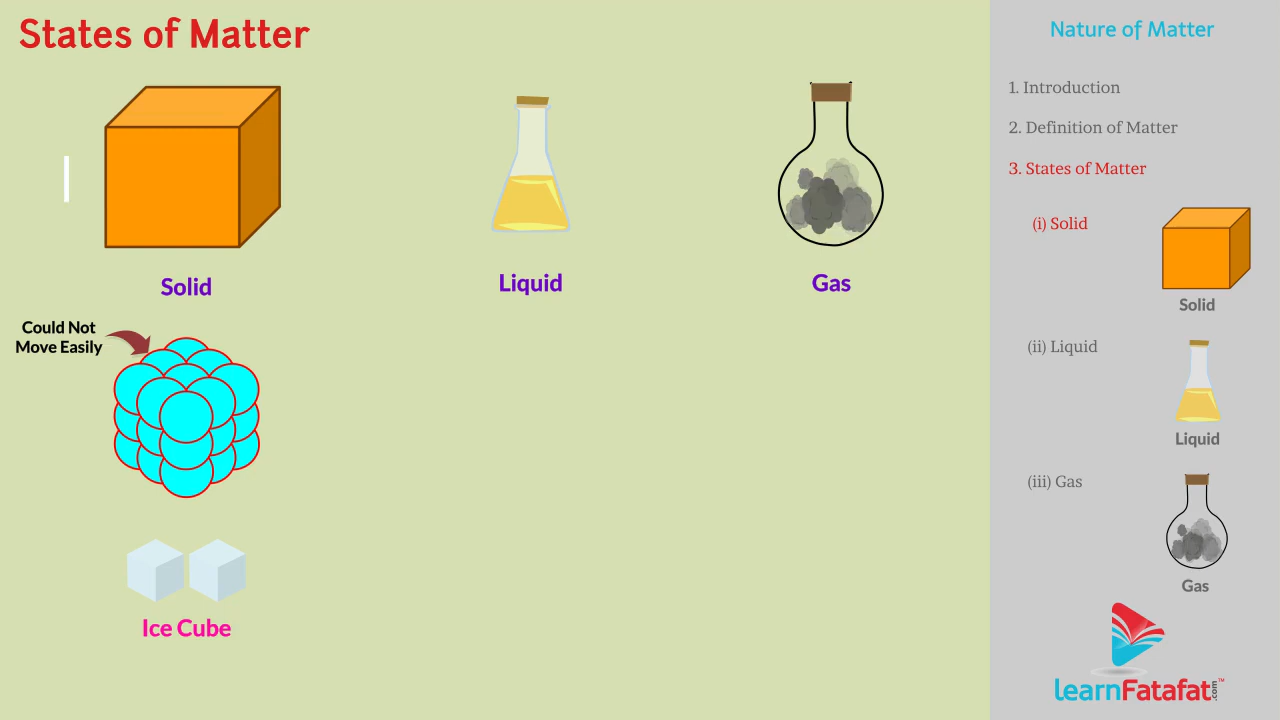 States of Matter
Solid
Liquid
Gas
Could Not
Move Easily
Ice Cube
Nature of Matter
1. Introduction
2. Definition of Matter
3. States of Matter
(i) Solid
Solid
(ii) Liquid
Liquid
(iii) Gas
Gas
learnFatafat.com™